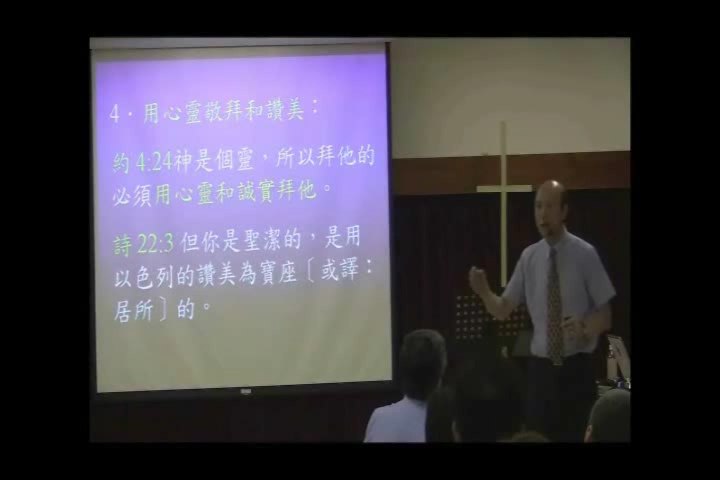 4．用心靈敬拜和讚美：
約 4:24神是個靈，所以拜他的
必須用心靈和誠實拜他。
詩 22:3 但你是聖潔的，是用
以色列的讚美為寶座〔或譯：
居所〕的。